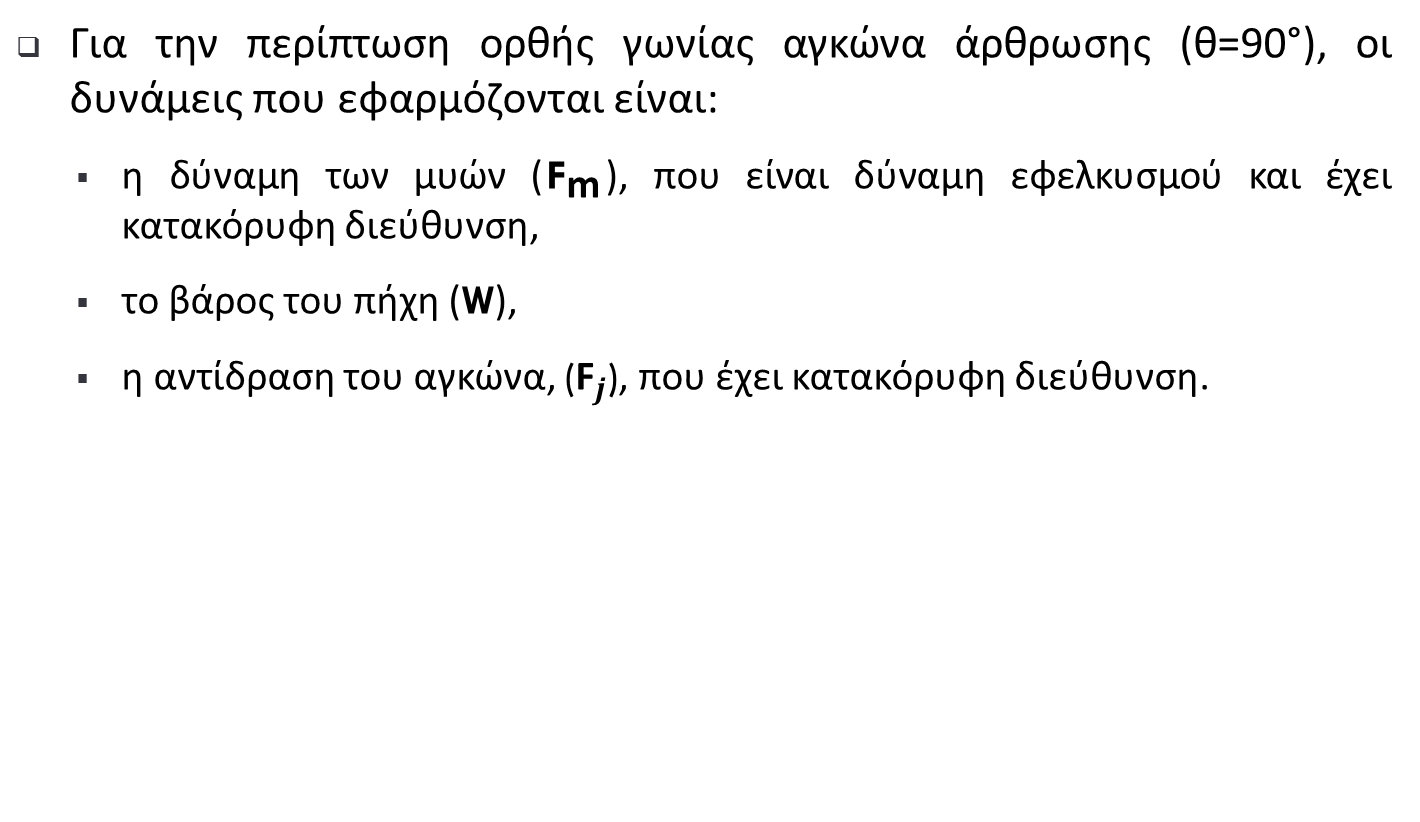 ❑ Για την περίπτωση ορθής γωνίας αγκώνα άρθρωσης (θ=90°), οι
δυνάμεις που εφαρμόζονται είναι:
▪ η δύναμη των μυών (Fm), που είναι δύναμη εφελκυσμού και έχει
κατακόρυφη διεύθυνση,
▪ το βάρος του πήχη (W),
▪ η αντίδραση του αγκώνα, (Fj), που έχει κατακόρυφη διεύθυνση.